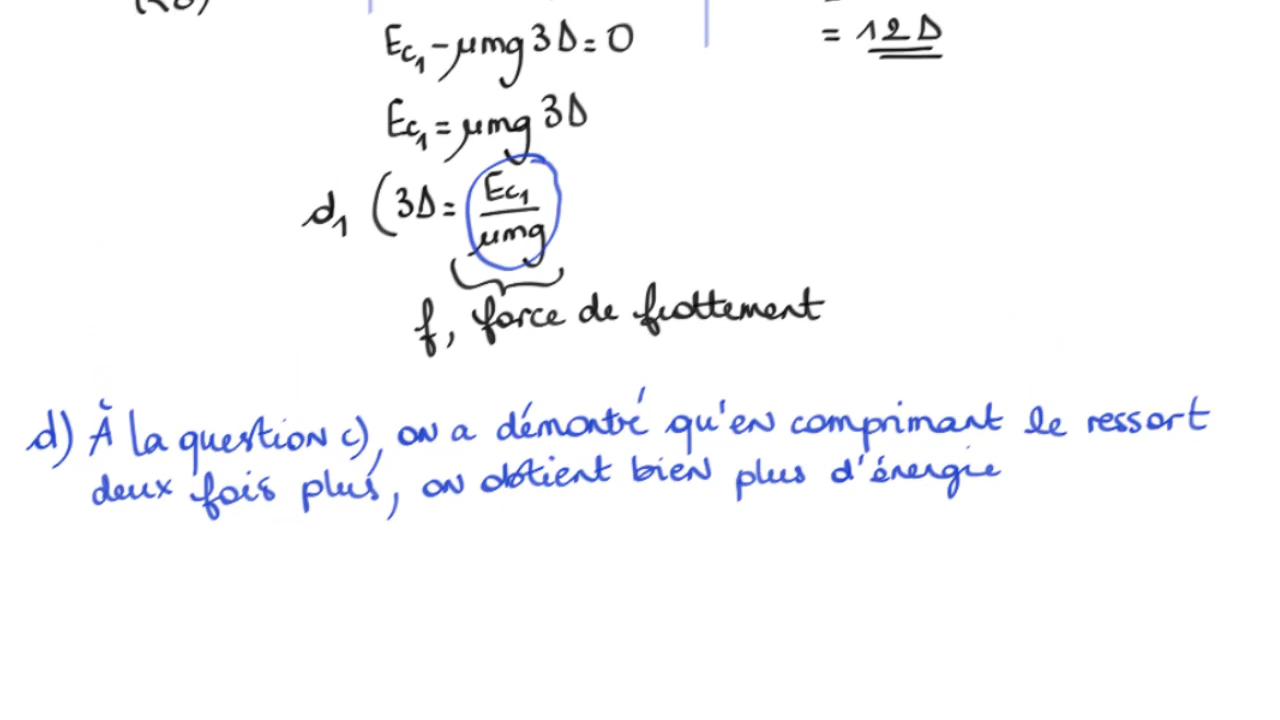 Ec₁ - μmg 3D = 0
= 12D
Ec₁ = μmg 3D
d₁ (3D = Ec₁/μmg
f, force de frottement
d) À la question c), on a démontré qu'en comprimant le ressort
deux fois plus, on obtient bien plus d'énergie